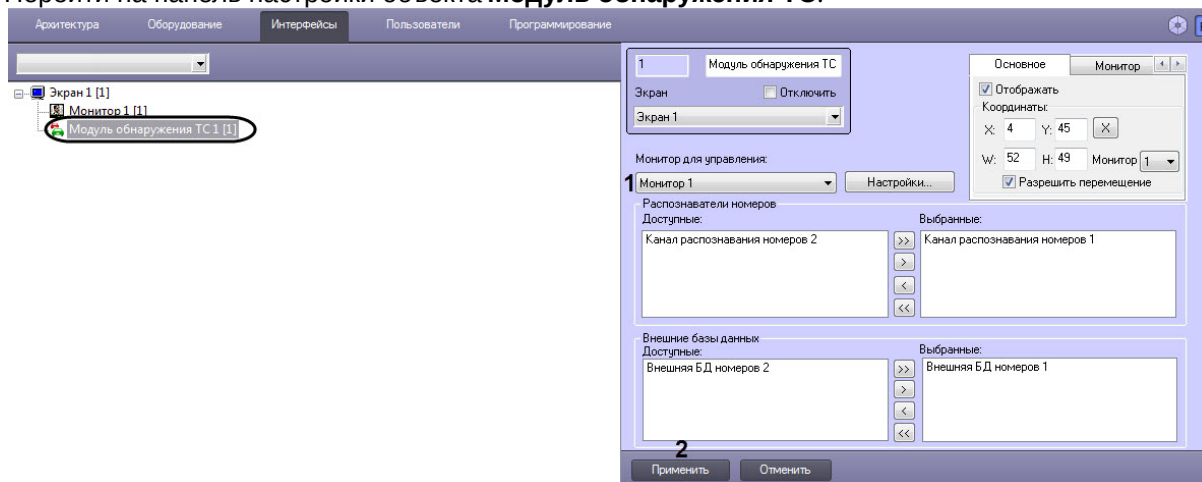 Перейти на панель настройки объекта Модуль обнаружения ТС.
Архитектура Оборудование Интерфейсы Пользователи Программирование
Экран 1 [1]
Монитор 1 [1]
Модуль обнаружения ТС 1 [1]
1 Модуль обнаружения ТС
Экран Отключить
Экран 1
Основное Монитор
Отображать
Координаты:
X: 4 Y: 45 X
W: 52 H: 49 Монитор 1
Разрешить перемещение
Монитор для управления:
1 Монитор 1 Настройки...
Распознаватели номеров
Доступные: Выбранные:
Канал распознавания номеров 2 >> Канал распознавания номеров 1
>
<
<<
Внешние базы данных
Доступные: Выбранные:
Внешняя БД номеров 2 >> Внешняя БД номеров 1
>
<
<<
2
Применить Отменить